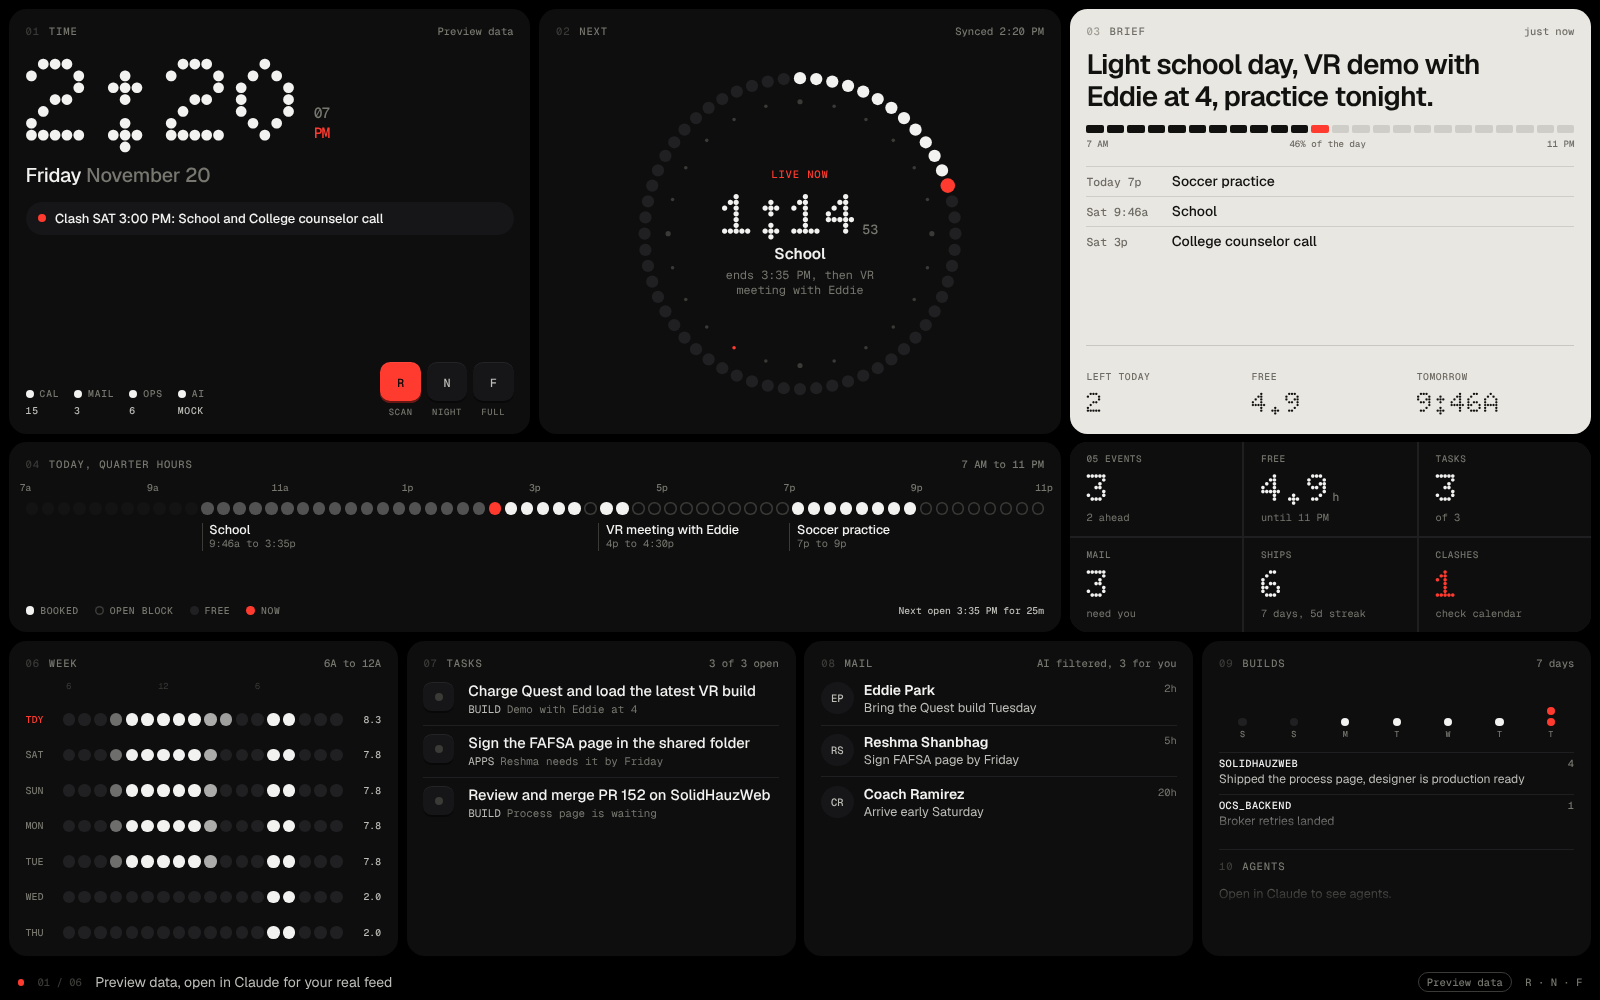 01 TIME
Preview data
2:20
07
PM
Friday November 20
Clash SAT 3:00 PM: School and College counselor call
CAL MAIL OPS AI
15 3 6 MOCK
R N F
SCAN NIGHT FULL
02 NEXT
Synced 2:20 PM
LIVE NOW
1:14 53
School
ends 3:35 PM, then VR
meeting with Eddie
03 BRIEF
just now
Light school day, VR demo with
Eddie at 4, practice tonight.
7 AM 46% of the day 11 PM
Today 7p Soccer practice
Sat 9:46a School
Sat 3p College counselor call
LEFT TODAY FREE TOMORROW
2 4.9 9:46A
04 TODAY, QUARTER HOURS
7 AM to 11 PM
7a 9a 11a 1p 3p 5p 7p 9p 11p
School
9:46a to 3:35p
VR meeting with Eddie
4p to 4:30p
Soccer practice
7p to 9p
BOOKED OPEN BLOCK FREE NOW
Next open 3:35 PM for 25m
05 EVENTS
3
2 ahead
FREE
4.9 h
until 11 PM
TASKS
3
of 3
MAIL
3
need you
SHIPS
6
7 days, 5d streak
CLASHES
1
check calendar
06 WEEK
6A to 12A
6 12 6
TDY 8.3
SAT 7.8
SUN 7.8
MON 7.8
TUE 7.8
WED 2.0
THU 2.0
07 TASKS
3 of 3 open
Charge Quest and load the latest VR build
BUILD Demo with Eddie at 4
Sign the FAFSA page in the shared folder
APPS Reshma needs it by Friday
Review and merge PR 152 on SolidHauzWeb
BUILD Process page is waiting
08 MAIL
AI filtered, 3 for you
EP Eddie Park 2h
Bring the Quest build Tuesday
RS Reshma Shanbhag 5h
Sign FAFSA page by Friday
CR Coach Ramirez 20h
Arrive early Saturday
09 BUILDS
7 days
S S M T W T T
SOLIDHAUZWEB 4
Shipped the process page, designer is production ready
OCS_BACKEND 1
Broker retries landed
10 AGENTS
Open in Claude to see agents.
01 / 06 Preview data, open in Claude for your real feed
Preview data R · N · F